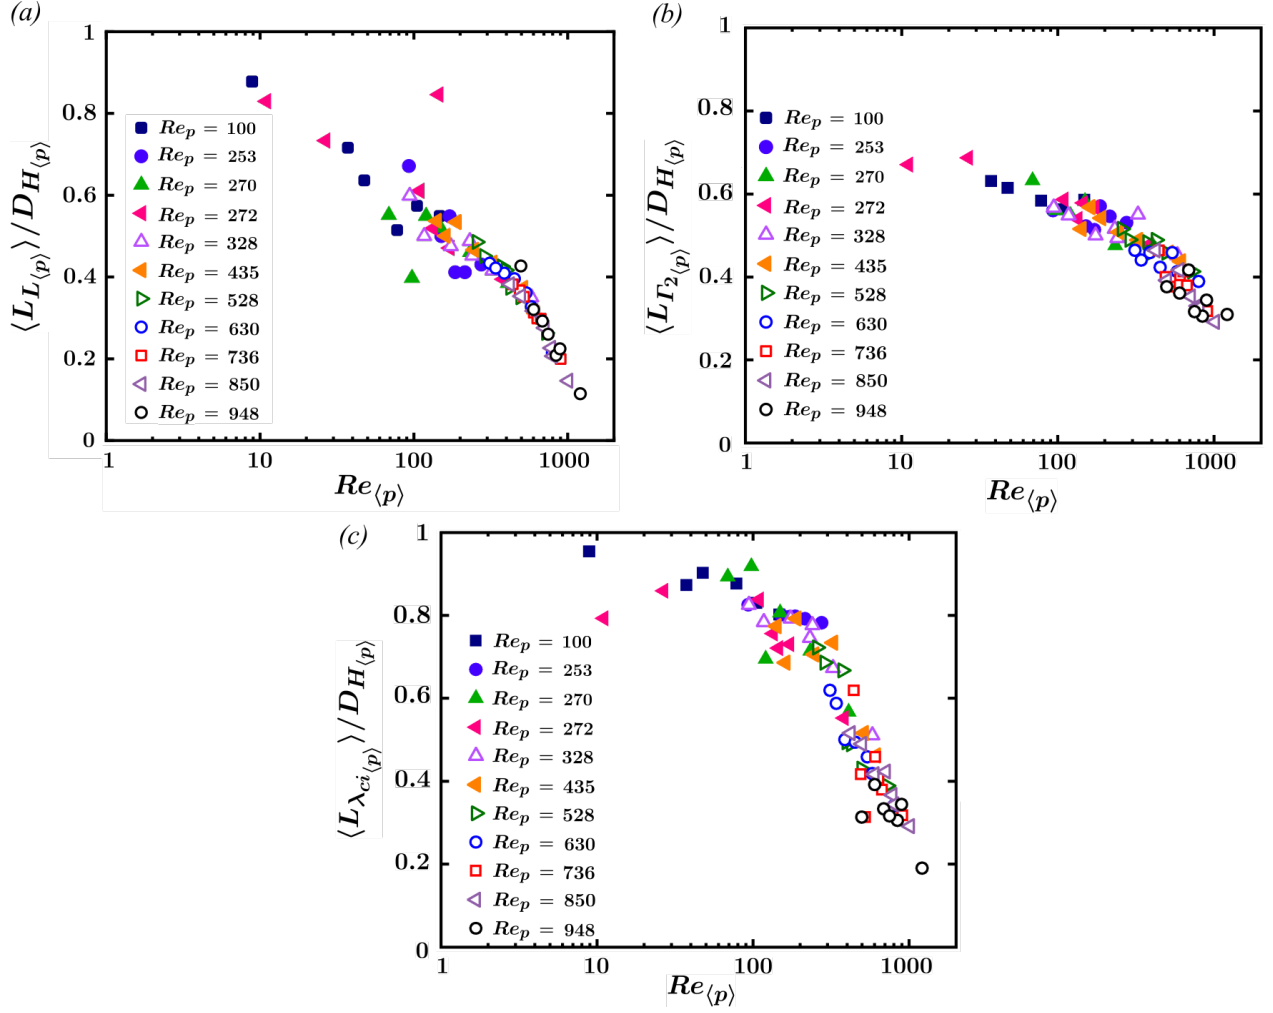 (a)
1
0.8
0.6
0.4
0.2
0
⟨L_{L⟨p⟩}⟩/D_{H⟨p⟩}
Re_p = 100
Re_p = 253
Re_p = 270
Re_p = 272
Re_p = 328
Re_p = 435
Re_p = 528
Re_p = 630
Re_p = 736
Re_p = 850
Re_p = 948
1 10 100 1000
Re_{⟨p⟩}
(b)
1
0.8
0.6
0.4
0.2
0
⟨L_{Γ_2⟨p⟩}⟩/D_{H⟨p⟩}
Re_p = 100
Re_p = 253
Re_p = 270
Re_p = 272
Re_p = 328
Re_p = 435
Re_p = 528
Re_p = 630
Re_p = 736
Re_p = 850
Re_p = 948
1 10 100 1000
Re_{⟨p⟩}
(c)
1
0.8
0.6
0.4
0.2
0
⟨L_{λ_{ci}⟨p⟩}⟩/D_{H⟨p⟩}
Re_p = 100
Re_p = 253
Re_p = 270
Re_p = 272
Re_p = 328
Re_p = 435
Re_p = 528
Re_p = 630
Re_p = 736
Re_p = 850
Re_p = 948
1 10 100 1000
Re_{⟨p⟩}